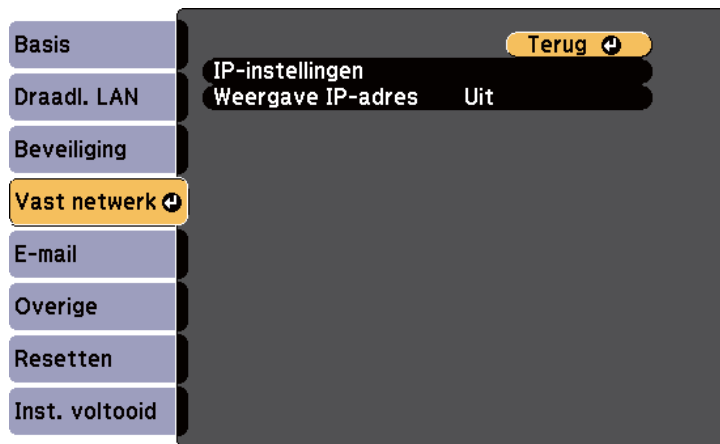 Basis
Draadl. LAN
Beveiliging
Vast netwerk
E-mail
Overige
Resetten
Inst. voltooid
Terug
IP-instellingen
Weergave IP-adres Uit